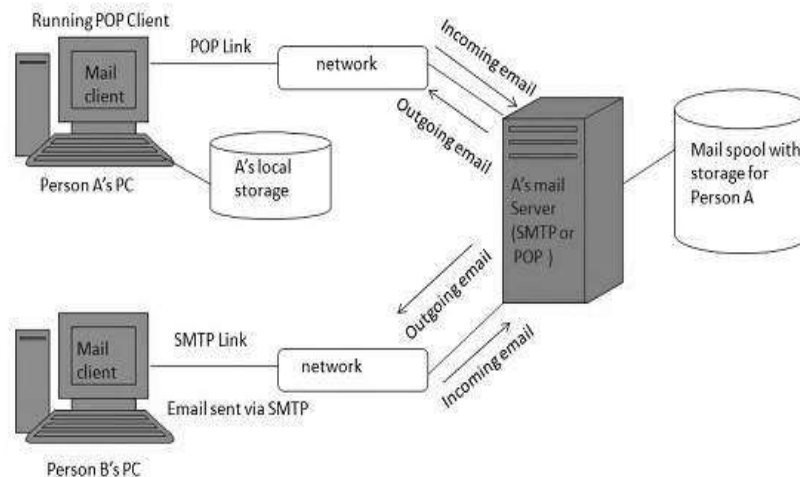 Running POP Client
POP Link
network
Incoming email
Outgoing email
Mail
client
Person A's PC
A's local
storage
A's mail
Server
(SMTP or
POP )
Mail spool with
storage for
Person A
Outgoing email
Incoming email
Mail
client
SMTP Link
network
Email sent via SMTP
Person B's PC